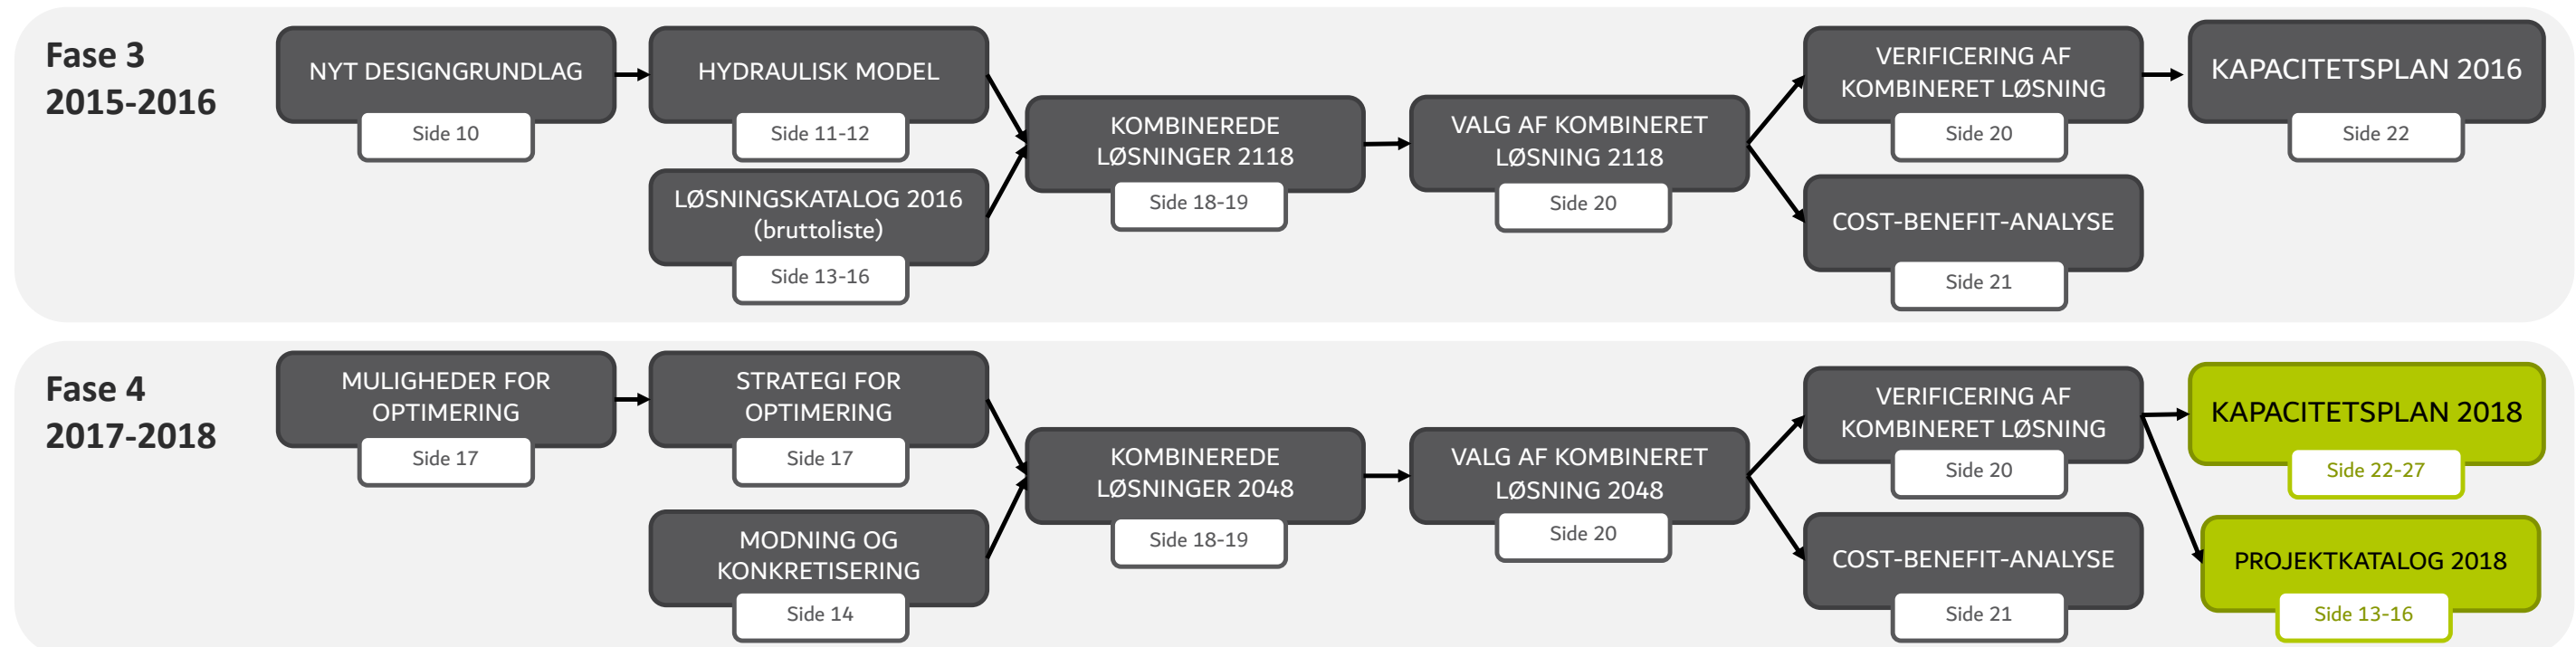 Fase 3
2015-2016
NYT DESIGNGRUNDLAG
Side 10
HYDRAULISK MODEL
Side 11-12
LØSNINGSKATALOG 2016
(bruttoliste)
Side 13-16
KOMBINEREDE
LØSNINGER 2118
Side 18-19
VALG AF KOMBINERET
LØSNING 2118
Side 20
VERIFICERING AF
KOMBINERET LØSNING
Side 20
COST-BENEFIT-ANALYSE
Side 21
KAPACITETSPLAN 2016
Side 22
Fase 4
2017-2018
MULIGHEDER FOR
OPTIMERING
Side 17
STRATEGI FOR
OPTIMERING
Side 17
MODNING OG
KONKRETISERING
Side 14
KOMBINEREDE
LØSNINGER 2048
Side 18-19
VALG AF KOMBINERET
LØSNING 2048
Side 20
VERIFICERING AF
KOMBINERET LØSNING
Side 20
COST-BENEFIT-ANALYSE
Side 21
KAPACITETSPLAN 2018
Side 22-27
PROJEKTKATALOG 2018
Side 13-16